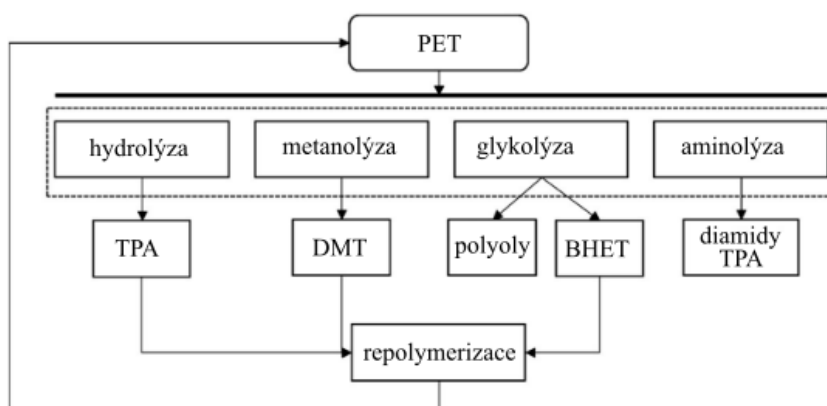 PET
hydrolýza
metanolýza
glykolýza
aminolýza
TPA
DMT
polyoly
BHET
diamidy
TPA
repolymerizace